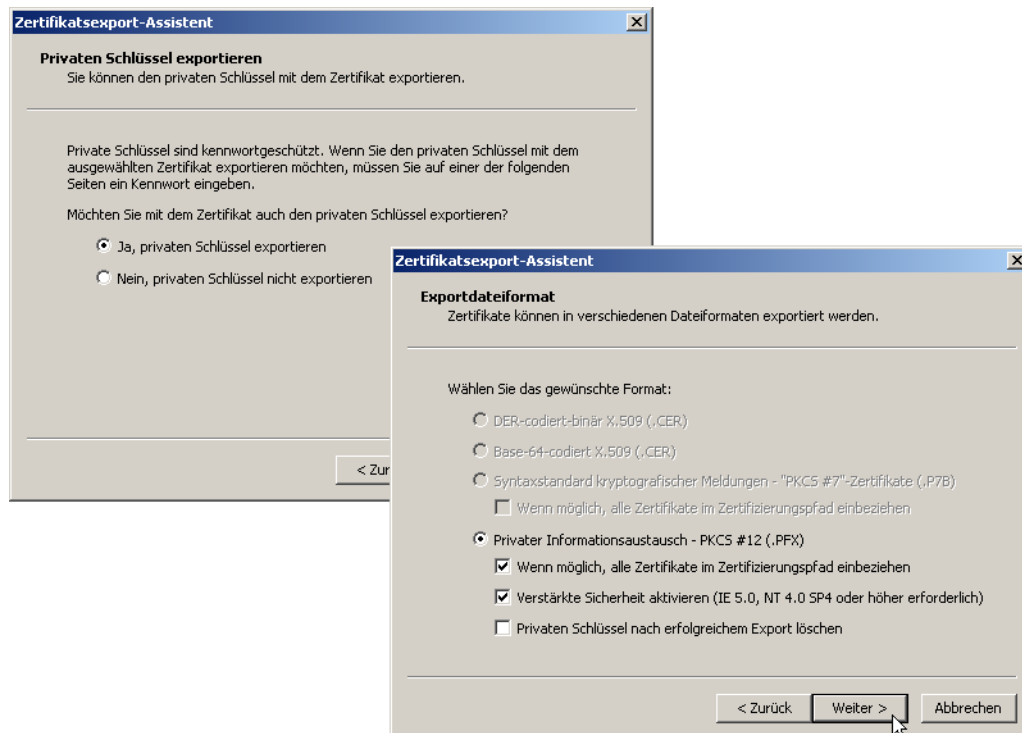 Zertifikatsexport-Assistent
Privaten Schlüssel exportieren
Sie können den privaten Schlüssel mit dem Zertifikat exportieren.
Private Schlüssel sind kennwortgeschützt. Wenn Sie den privaten Schlüssel mit dem
ausgewählten Zertifikat exportieren möchten, müssen Sie auf einer der folgenden
Seiten ein Kennwort eingeben.
Möchten Sie mit dem Zertifikat auch den privaten Schlüssel exportieren?
Ja, privaten Schlüssel exportieren
Nein, privaten Schlüssel nicht exportieren
< Zur
Zertifikatsexport-Assistent
Exportdateiformat
Zertifikate können in verschiedenen Dateiformaten exportiert werden.
Wählen Sie das gewünschte Format:
DER-codiert-binär X.509 (.CER)
Base-64-codiert X.509 (.CER)
Syntaxstandard kryptografischer Meldungen - "PKCS #7"-Zertifikate (.P7B)
Wenn möglich, alle Zertifikate im Zertifizierungspfad einbeziehen
Privater Informationsaustausch - PKCS #12 (.PFX)
Wenn möglich, alle Zertifikate im Zertifizierungspfad einbeziehen
Verstärkte Sicherheit aktivieren (IE 5.0, NT 4.0 SP4 oder höher erforderlich)
Privaten Schlüssel nach erfolgreichem Export löschen
< Zurück Weiter > Abbrechen